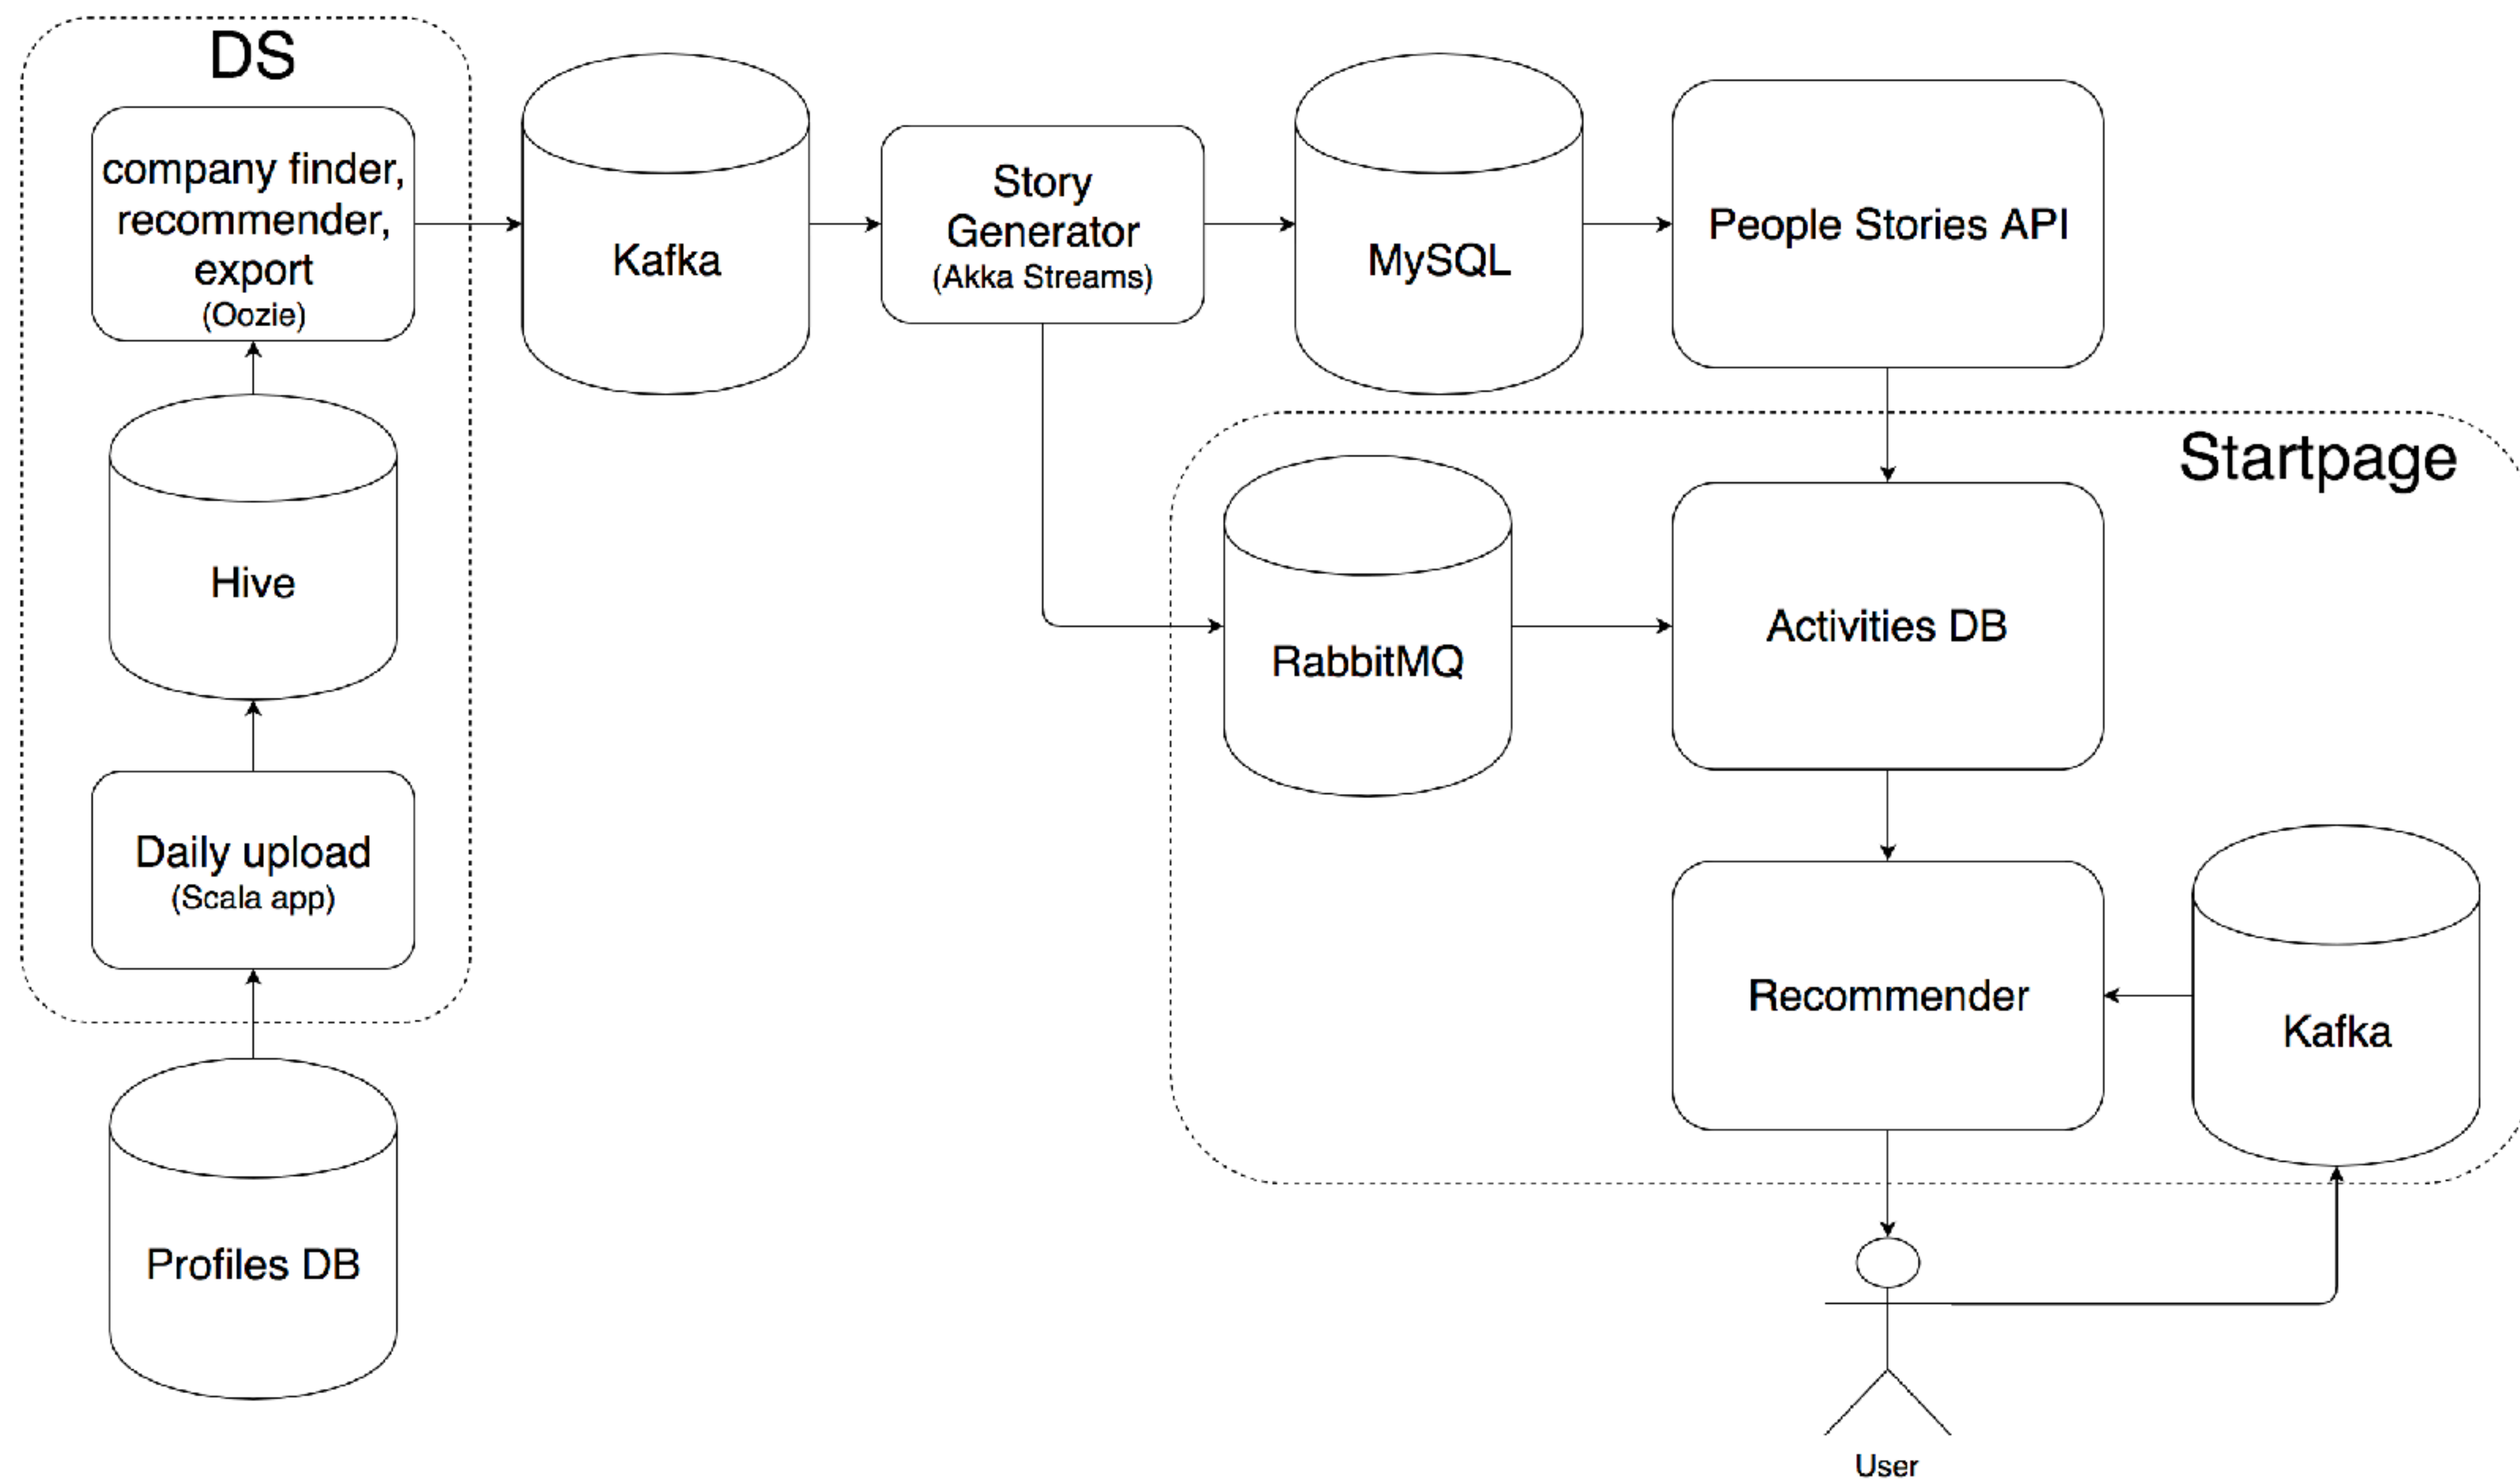 DS
company finder,
recommender,
export
(Oozie)
Hive
Daily upload
(Scala app)
Profiles DB
Kafka
Story
Generator
(Akka Streams)
MySQL
People Stories API
Startpage
RabbitMQ
Activities DB
Recommender
Kafka
User